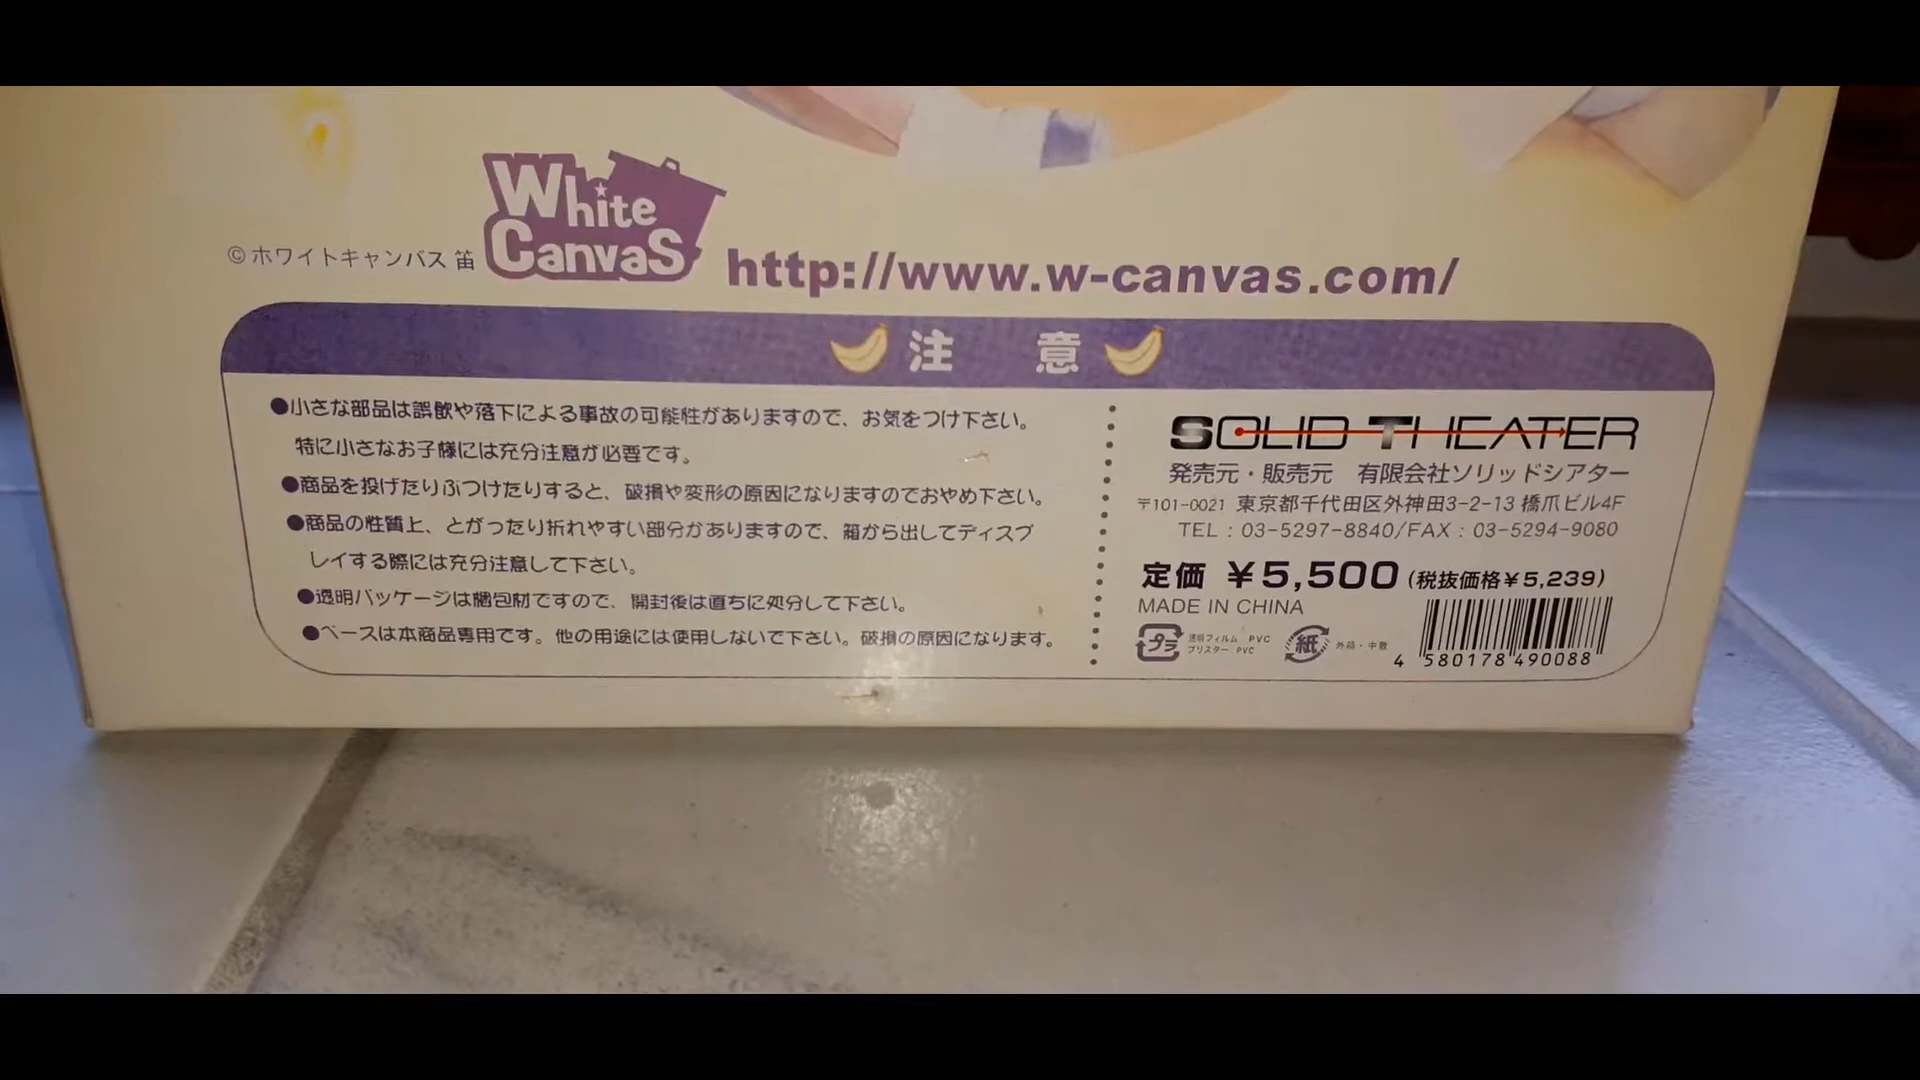 White
CanvaS
©ホワイトキャンバス 笛
http://www.w-canvas.com/
注 意
●小さな部品は誤飲や落下による事故の可能性がありますので、お気をつけ下さい。
特に小さなお子様には充分注意が必要です。
●商品を投げたりぶつけたりすると、破損や変形の原因になりますのでおやめ下さい。
●商品の性質上、とがったり折れやすい部分がありますので、箱から出してディスプ
レイする際には充分注意して下さい。
●透明パッケージは梱包材ですので、開封後は直ちに処分して下さい。
●ベースは本商品専用です。他の用途には使用しないで下さい。破損の原因になります。
SOLID THEATER
発売元・販売元 有限会社ソリッドシアター
〒101-0021 東京都千代田区外神田3-2-13 橋爪ビル4F
TEL : 03-5297-8840/FAX : 03-5294-9080
定価 ¥5,500 (税抜価格¥5,239)
MADE IN CHINA
プラ 透明フィルム PVC
ブリスター PVC
紙 外箱・中敷
4 580178 490088